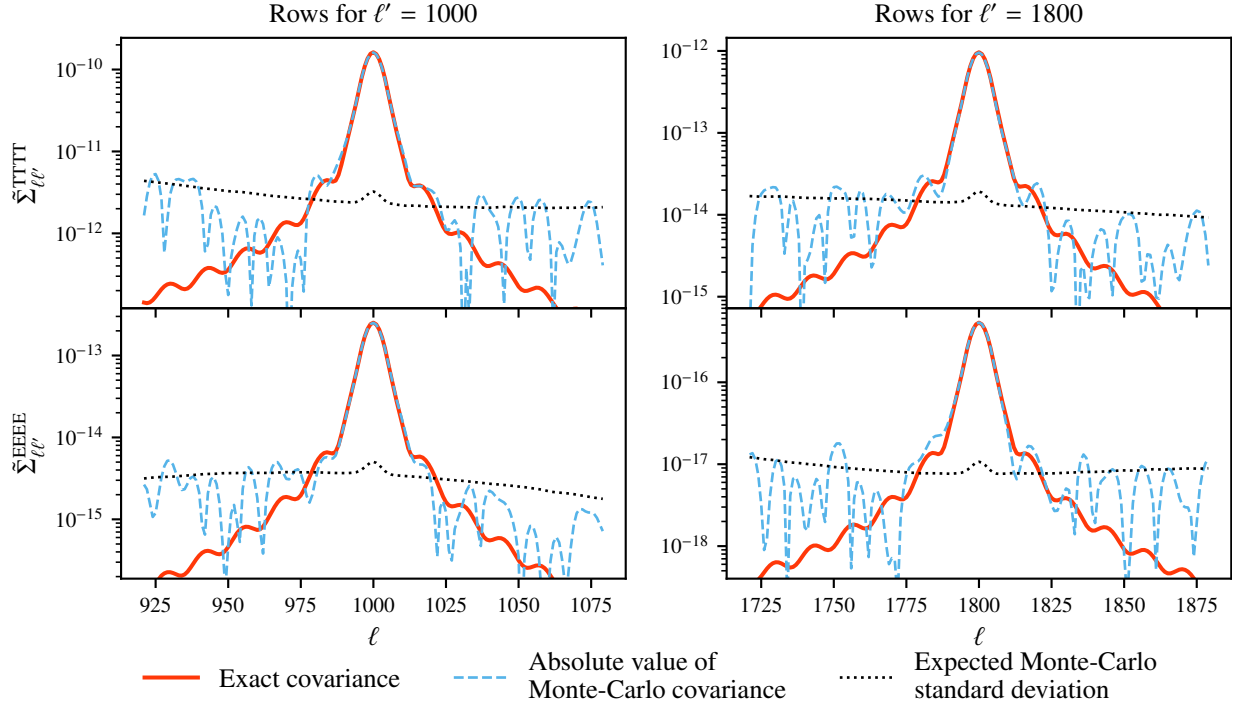 Rows for ℓ′ = 1000
Rows for ℓ′ = 1800
10⁻¹⁰
10⁻¹¹
10⁻¹²
Σ̃ᵀᵀᵀᵀ_ℓℓ′
10⁻¹²
10⁻¹³
10⁻¹⁴
10⁻¹⁵
10⁻¹³
10⁻¹⁴
10⁻¹⁵
Σ̃ᴱᴱᴱᴱ_ℓℓ′
10⁻¹⁶
10⁻¹⁷
10⁻¹⁸
925 950 975 1000 1025 1050 1075
1725 1750 1775 1800 1825 1850 1875
ℓ
ℓ
Exact covariance
Absolute value of
Monte-Carlo covariance
Expected Monte-Carlo
standard deviation